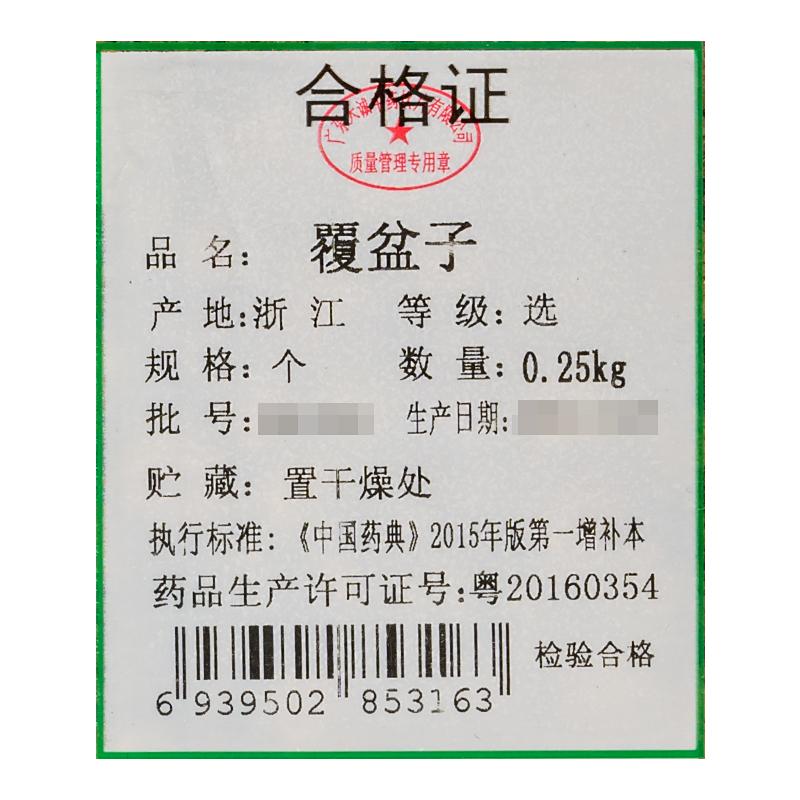 合格证
质量管理专用章
品名：覆盆子
产地：浙江 等级：选
规格：个 数量：0.25kg
批号： 生产日期：
贮藏：置干燥处
执行标准：《中国药典》2015年版第一增补本
药品生产许可证号：粤20160354
检验合格
6 939502 853163